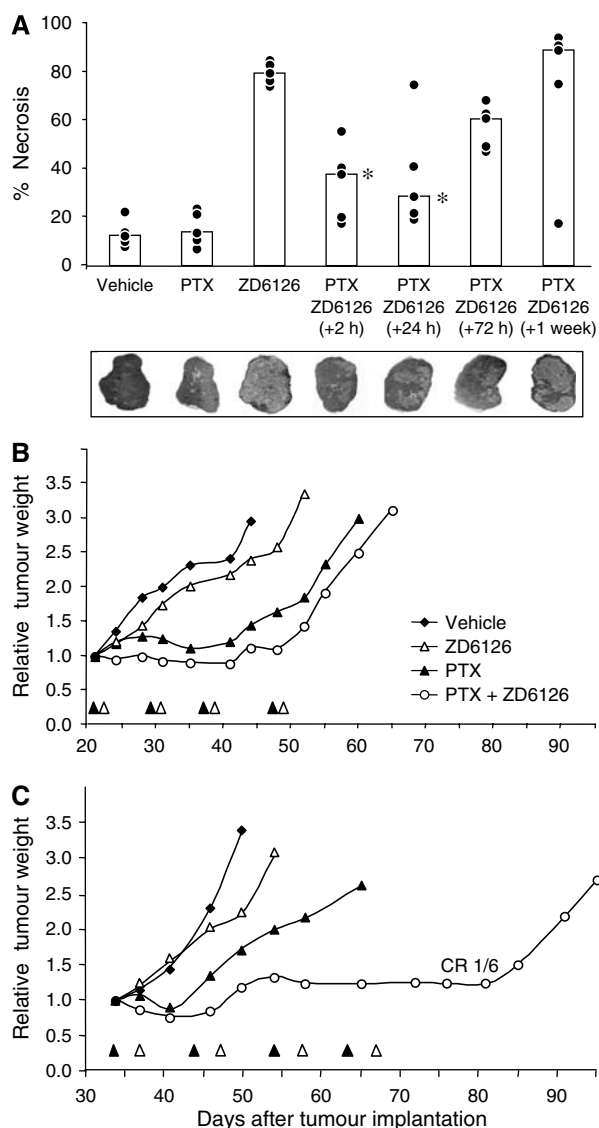 A
% Necrosis
100
80
60
40
20
0
*
*
Vehicle PTX ZD6126 PTX PTX PTX PTX
ZD6126 ZD6126 ZD6126 ZD6126
(+2 h) (+24 h) (+72 h) (+1 week)
B
Relative tumour weight
3.5
3.0
2.5
2.0
1.5
1.0
0.5
0.0
Vehicle
ZD6126
PTX
PTX + ZD6126
20 30 40 50 60 70 80 90
C
Relative tumour weight
3.5
3.0
2.5
2.0
1.5
1.0
0.5
0.0
CR 1/6
30 40 50 60 70 80 90
Days after tumour implantation